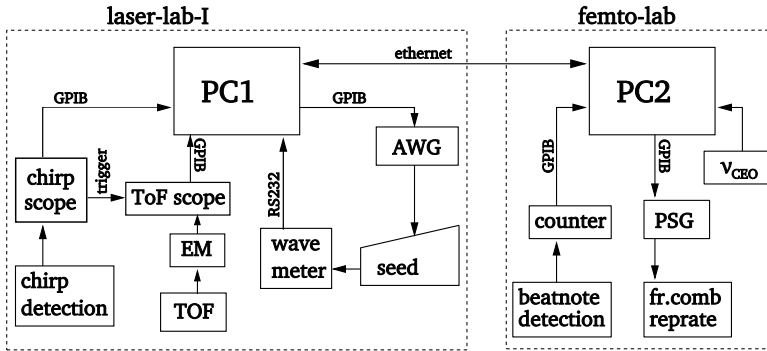 laser-lab-I
femto-lab
ethernet
PC1
PC2
GPIB
GPIB
AWG
GPIB
RS232
trigger
chirp
scope
ToF scope
GPIB
GPIB
ν_CEO
EM
wave
meter
seed
counter
PSG
chirp
detection
TOF
beatnote
detection
fr.comb
reprate